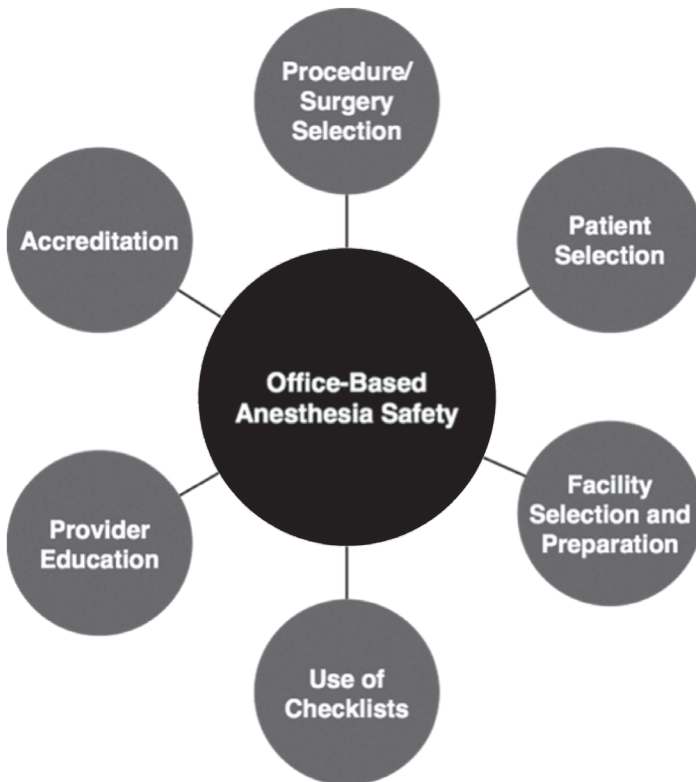 Procedure/
Surgery
Selection
Accreditation
Patient
Selection
Office-Based
Anesthesia Safety
Provider
Education
Facility
Selection and
Preparation
Use of
Checklists